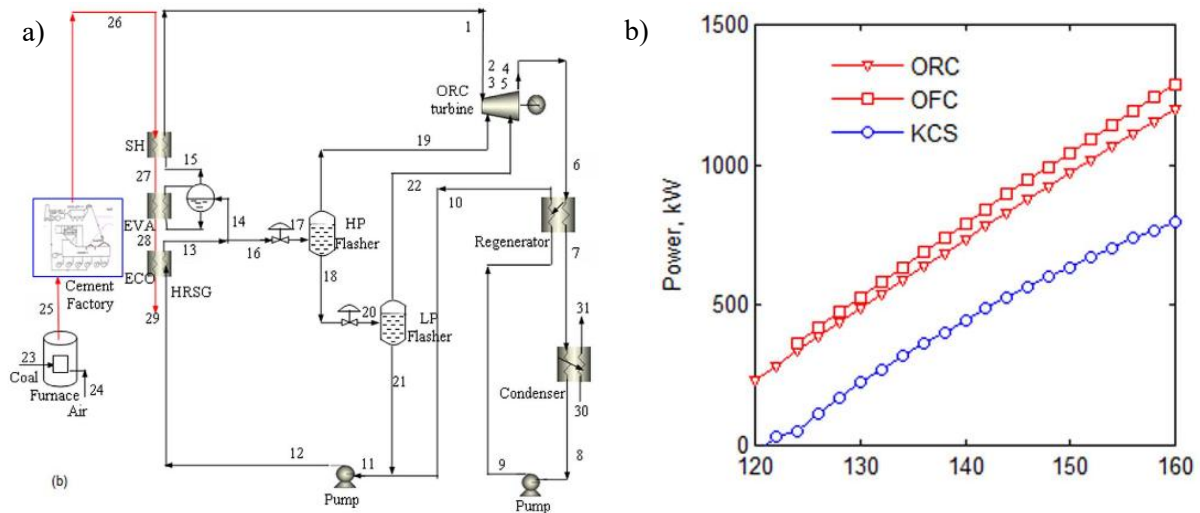 a)
26
1
2 4
3 5
ORC
turbine
SH
15
19
27
22
6
10
14
17
HP
Flasher
EVA
28
13
16
Regenerator
7
ECO
18
Cement
Factory
HRSG
25
29
20
LP
Flasher
31
23
Coal
24
Furnace
Air
21
Condenser
30
12
11
9
8
(b)
Pump
Pump
b)
1500
ORC
OFC
KCS
1000
Power, kW
500
0
120
130
140
150
160